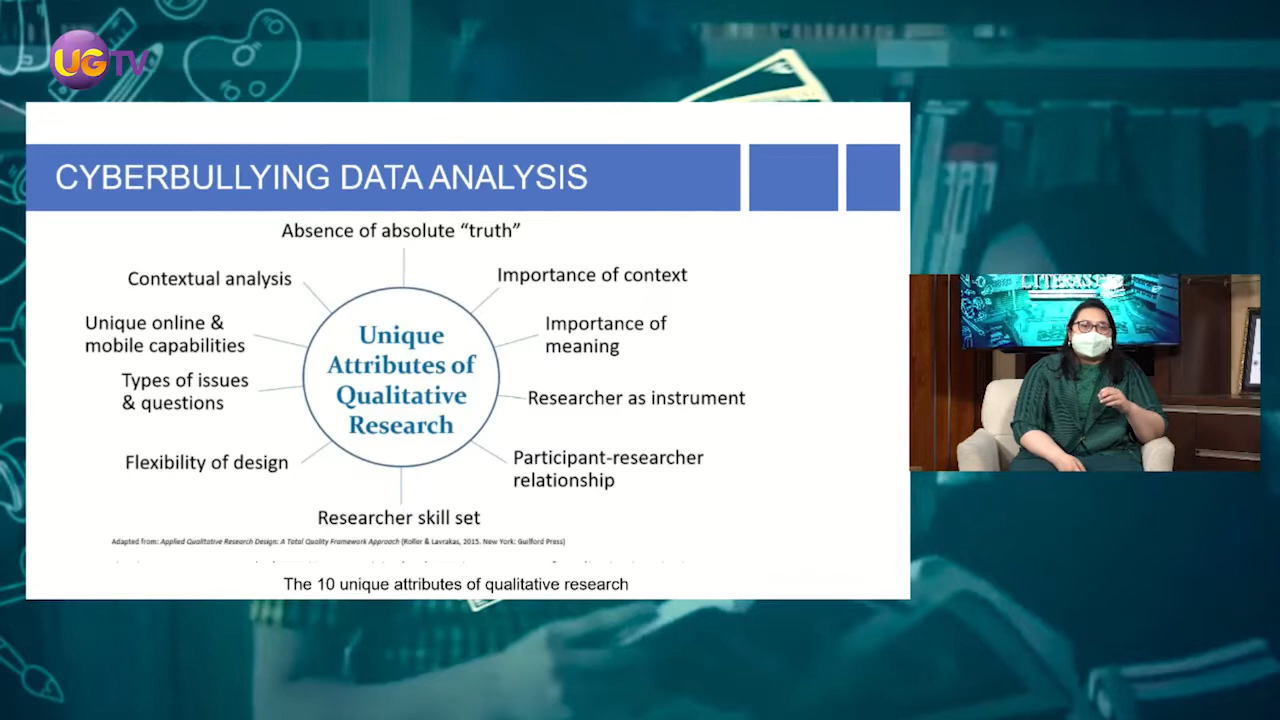 UGTV
CYBERBULLYING DATA ANALYSIS
Absence of absolute “truth”
Contextual analysis
Importance of context
Unique online &
mobile capabilities
Importance of
meaning
Unique
Attributes of
Qualitative
Research
Types of issues
& questions
Researcher as instrument
Flexibility of design
Participant-researcher
relationship
Researcher skill set
Adapted from: Applied Qualitative Research Design: A Total Quality Framework Approach (Roller & Lavrakas, 2015. New York: Guilford Press)
The 10 unique attributes of qualitative research